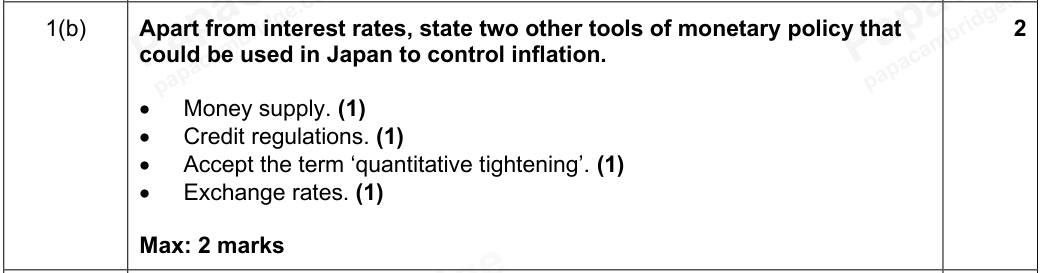 1(b) Apart from interest rates, state two other tools of monetary policy that 2
could be used in Japan to control inflation.
• Money supply. (1)
• Credit regulations. (1)
• Accept the term ‘quantitative tightening’. (1)
• Exchange rates. (1)
Max: 2 marks